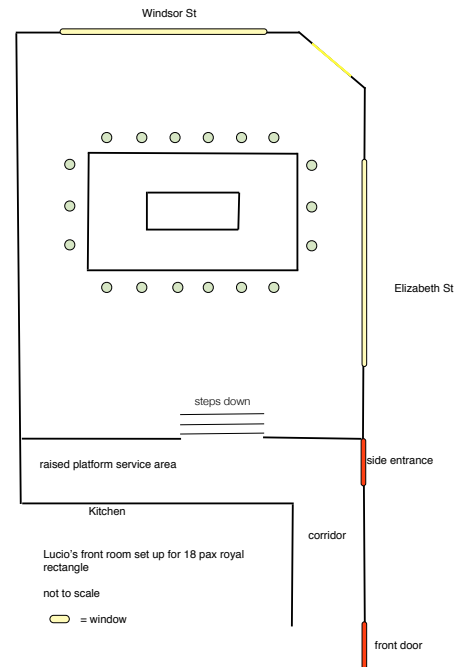 Windsor St
Elizabeth St
steps down
raised platform service area
side entrance
Kitchen
corridor
Lucio's front room set up for 18 pax royal
rectangle
not to scale
= window
front door